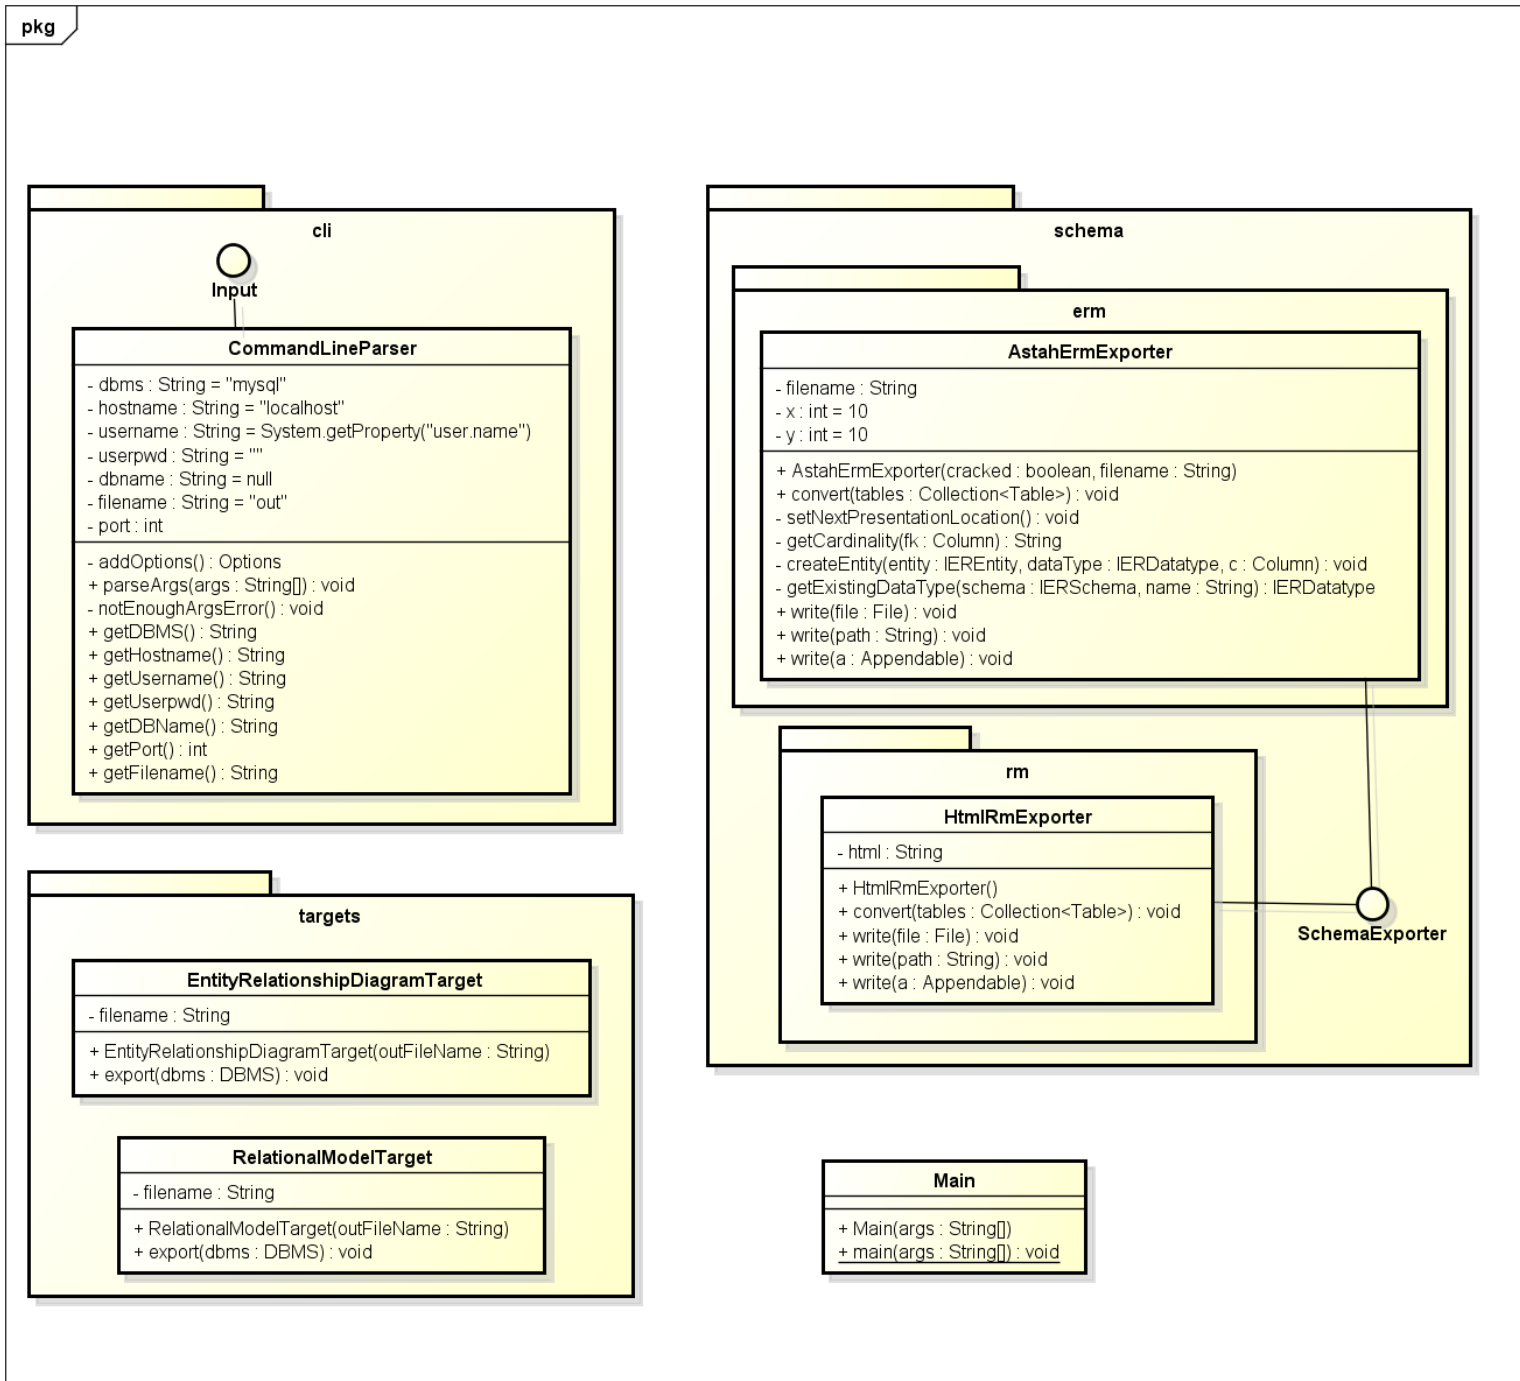 pkg
cli
Input
CommandLineParser
- dbms : String = "mysql"
- hostname : String = "localhost"
- username : String = System.getProperty("user.name")
- userpwd : String = ""
- dbname : String = null
- filename : String = "out"
- port : int
- addOptions() : Options
+ parseArgs(args : String[]) : void
- notEnoughArgsError() : void
+ getDBMS() : String
+ getHostname() : String
+ getUsername() : String
+ getUserpwd() : String
+ getDBName() : String
+ getPort() : int
+ getFilename() : String
schema
erm
AstahErmExporter
- filename : String
- x : int = 10
- y : int = 10
+ AstahErmExporter(cracked : boolean, filename : String)
+ convert(tables : Collection<Table>) : void
- setNextPresentationLocation() : void
- getCardinality(fk : Column) : String
- createEntity(entity : IEREntity, dataType : IERDatatype, c : Column) : void
- getExistingDataType(schema : IERSchema, name : String) : IERDatatype
+ write(file : File) : void
+ write(path : String) : void
+ write(a : Appendable) : void
rm
HtmlRmExporter
- html : String
+ HtmlRmExporter()
+ convert(tables : Collection<Table>) : void
+ write(file : File) : void
+ write(path : String) : void
+ write(a : Appendable) : void
SchemaExporter
targets
EntityRelationshipDiagramTarget
- filename : String
+ EntityRelationshipDiagramTarget(outFileName : String)
+ export(dbms : DBMS) : void
RelationalModelTarget
- filename : String
+ RelationalModelTarget(outFileName : String)
+ export(dbms : DBMS) : void
Main
+ Main(args : String[])
+ main(args : String[]) : void